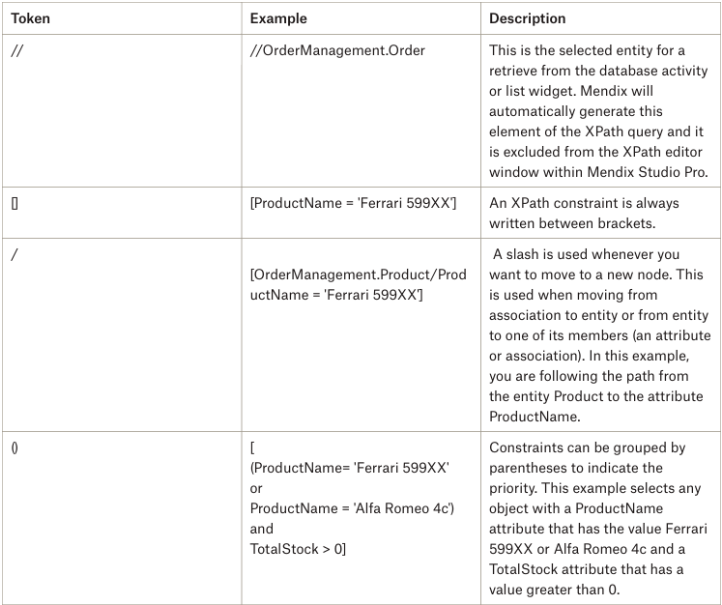 Token
Example
Description
//
//OrderManagement.Order
This is the selected entity for a
retrieve from the database activity
or list widget. Mendix will
automatically generate this
element of the XPath query and it
is excluded from the XPath editor
window within Mendix Studio Pro.
[]
[ProductName = 'Ferrari 599XX']
An XPath constraint is always
written between brackets.
/
[OrderManagement.Product/Prod
uctName = 'Ferrari 599XX']
A slash is used whenever you
want to move to a new node. This
is used when moving from
association to entity or from entity
to one of its members (an attribute
or association). In this example,
you are following the path from
the entity Product to the attribute
ProductName.
()
[
(ProductName= 'Ferrari 599XX'
or
ProductName = 'Alfa Romeo 4c')
and
TotalStock > 0]
Constraints can be grouped by
parentheses to indicate the
priority. This example selects any
object with a ProductName
attribute that has the value Ferrari
599XX or Alfa Romeo 4c and a
TotalStock attribute that has a
value greater than 0.